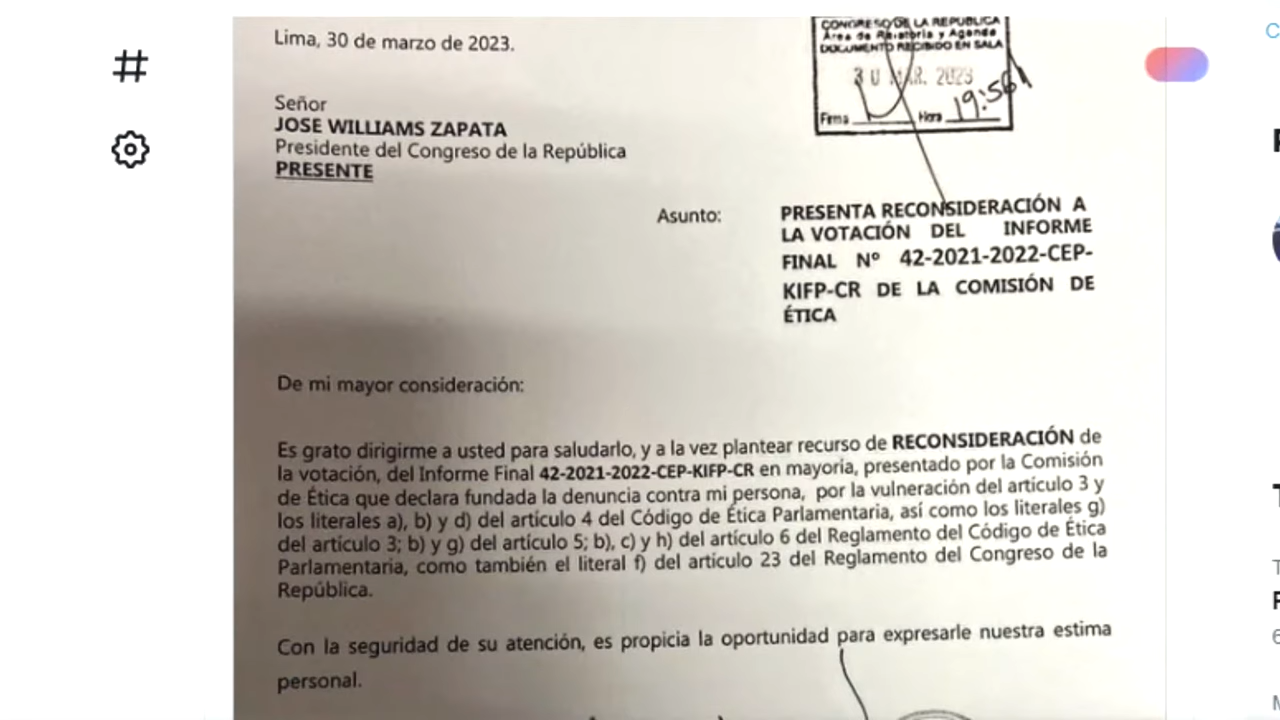 Lima, 30 de marzo de 2023.
CONGRESO DE LA REPUBLICA
Area de Relatoria y Agenda
DOCUMENTO RECIBIDO EN SALA
30 MAR. 2023
Firma Hora 19:56
Señor
JOSE WILLIAMS ZAPATA
Presidente del Congreso de la República
PRESENTE
Asunto: PRESENTA RECONSIDERACIÓN A
LA VOTACIÓN DEL INFORME
FINAL Nº 42-2021-2022-CEP-
KIFP-CR DE LA COMISIÓN DE
ÉTICA
De mi mayor consideración:
Es grato dirigirme a usted para saludarlo, y a la vez plantear recurso de RECONSIDERACIÓN de
la votación, del Informe Final 42-2021-2022-CEP-KIFP-CR en mayoria, presentado por la Comisión
de Ética que declara fundada la denuncia contra mi persona, por la vulneración del artículo 3 y
los literales a), b) y d) del artículo 4 del Código de Ética Parlamentaria, así como los literales g)
del artículo 3; b) y g) del artículo 5; b), c) y h) del artículo 6 del Reglamento del Código de Ética
Parlamentaria, como también el literal f) del artículo 23 del Reglamento del Congreso de la
República.
Con la seguridad de su atención, es propicia la oportunidad para expresarle nuestra estima
personal.